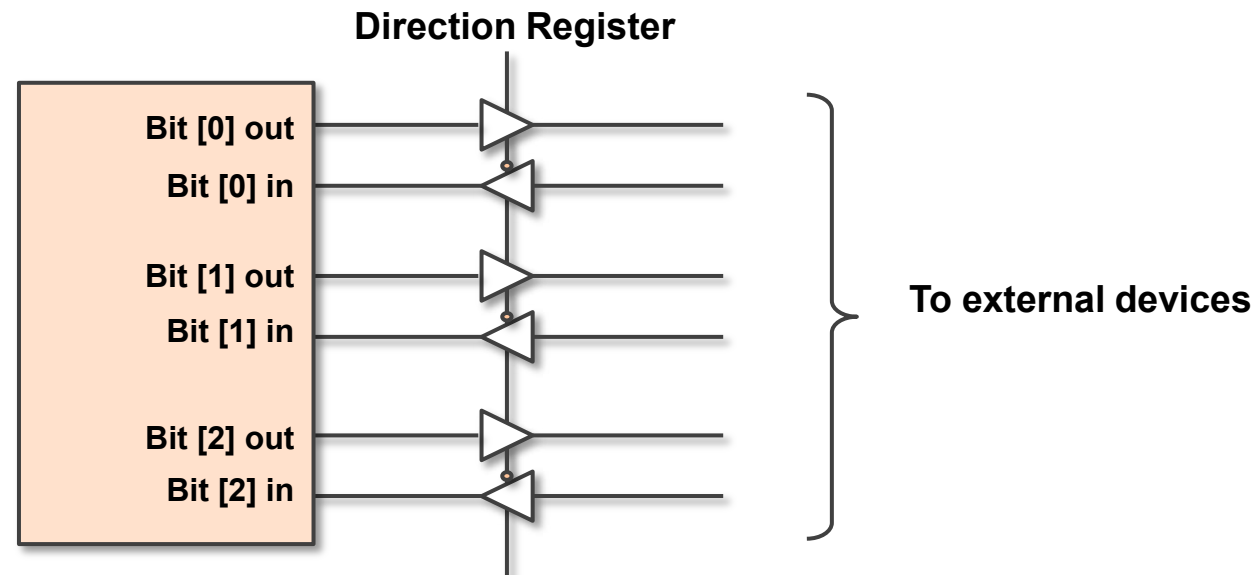 Direction Register
Bit [0] out
Bit [0] in
Bit [1] out
Bit [1] in
Bit [2] out
Bit [2] in
To external devices